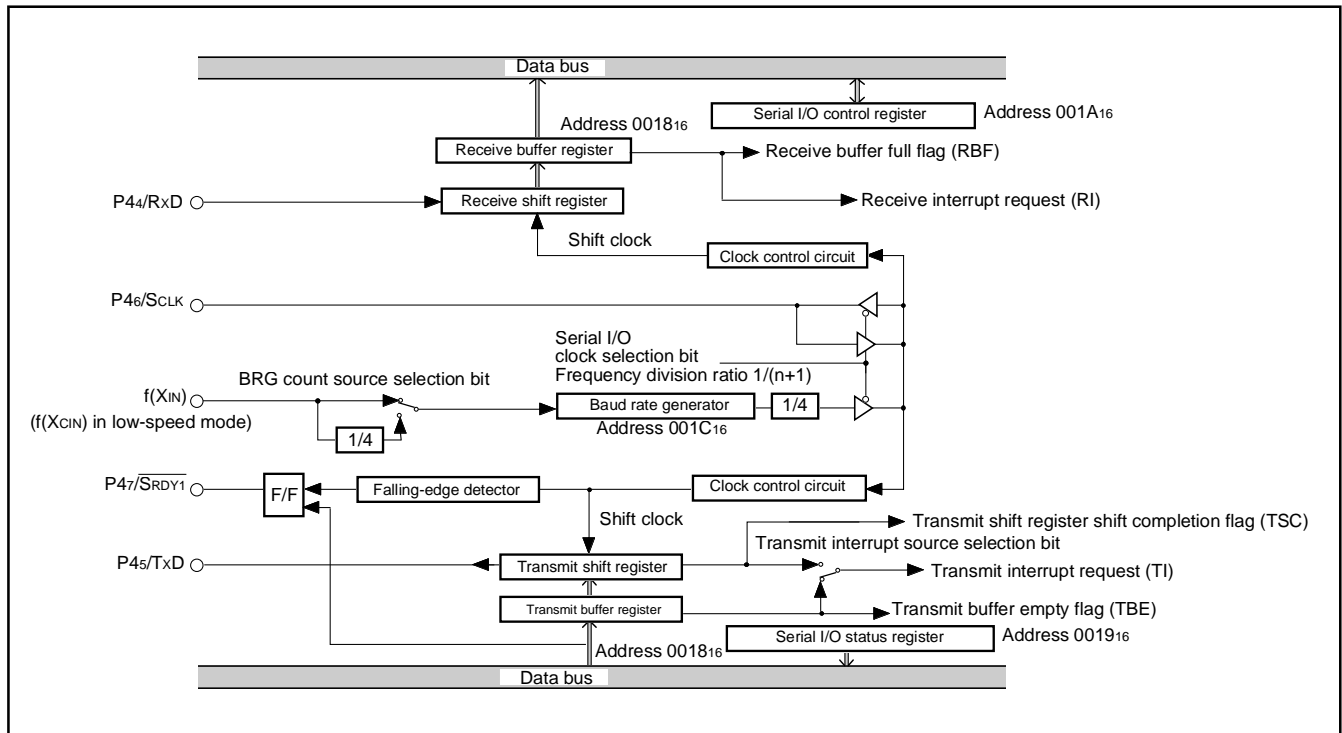 Data bus
Serial I/O control register
Address 001A16
Address 001816
Receive buffer register
Receive buffer full flag (RBF)
P44/RXD
Receive shift register
Receive interrupt request (RI)
Shift clock
Clock control circuit
P46/SCLK
Serial I/O
clock selection bit
Frequency division ratio 1/(n+1)
BRG count source selection bit
f(XIN)
(f(XCIN) in low-speed mode)
1/4
Baud rate generator
1/4
Address 001C16
P47/SRDY1
F/F
Falling-edge detector
Clock control circuit
Shift clock
Transmit shift register shift completion flag (TSC)
Transmit interrupt source selection bit
P45/TXD
Transmit shift register
Transmit interrupt request (TI)
Transmit buffer register
Transmit buffer empty flag (TBE)
Serial I/O status register
Address 001916
Address 001816
Data bus